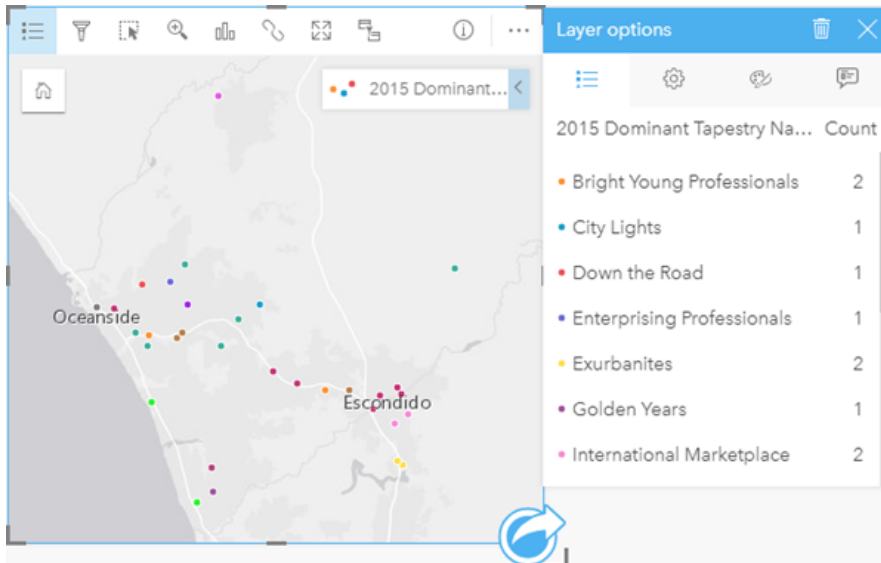 Layer options
2015 Dominant...
2015 Dominant Tapestry Na... Count
Bright Young Professionals 2
City Lights 1
Down the Road 1
Enterprising Professionals 1
Exurbanites 2
Golden Years 1
International Marketplace 2
Oceanside
Escondido